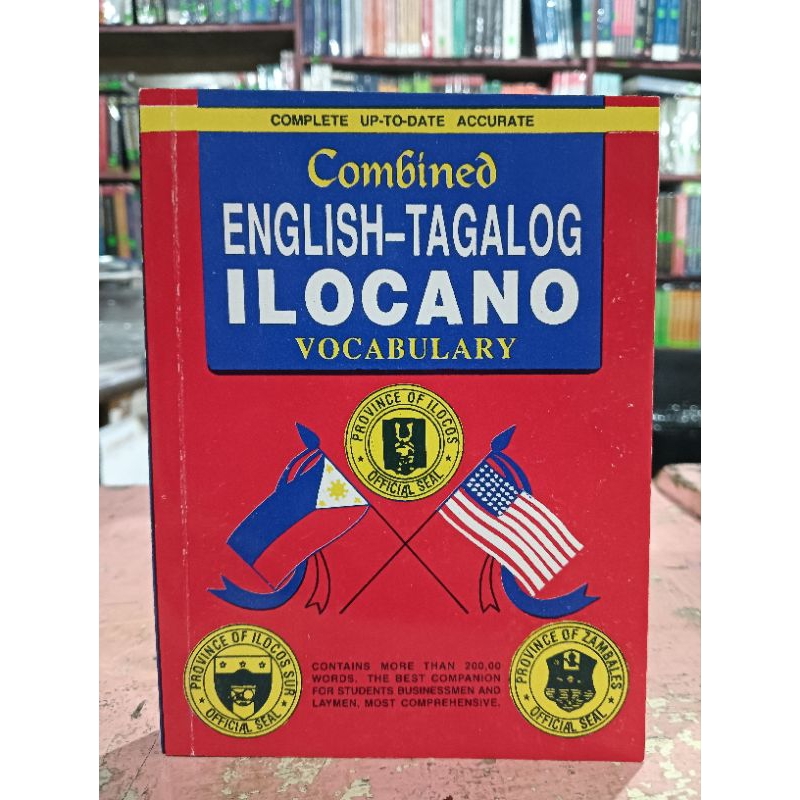 COMPLETE UP-TO-DATE ACCURATE
Combined
ENGLISH-TAGALOG
ILOCANO
VOCABULARY
PROVINCE OF ILOCOS
OFFICIAL SEAL
PROVINCE OF ILOCOS SUR
OFFICIAL SEAL
CONTAINS MORE THAN 200,00
WORDS. THE BEST COMPANION
FOR STUDENTS BUSINESSMEN AND
LAYMEN, MOST COMPREHENSIVE.
PROVINCE OF ZAMBALES
OFFICIAL SEAL